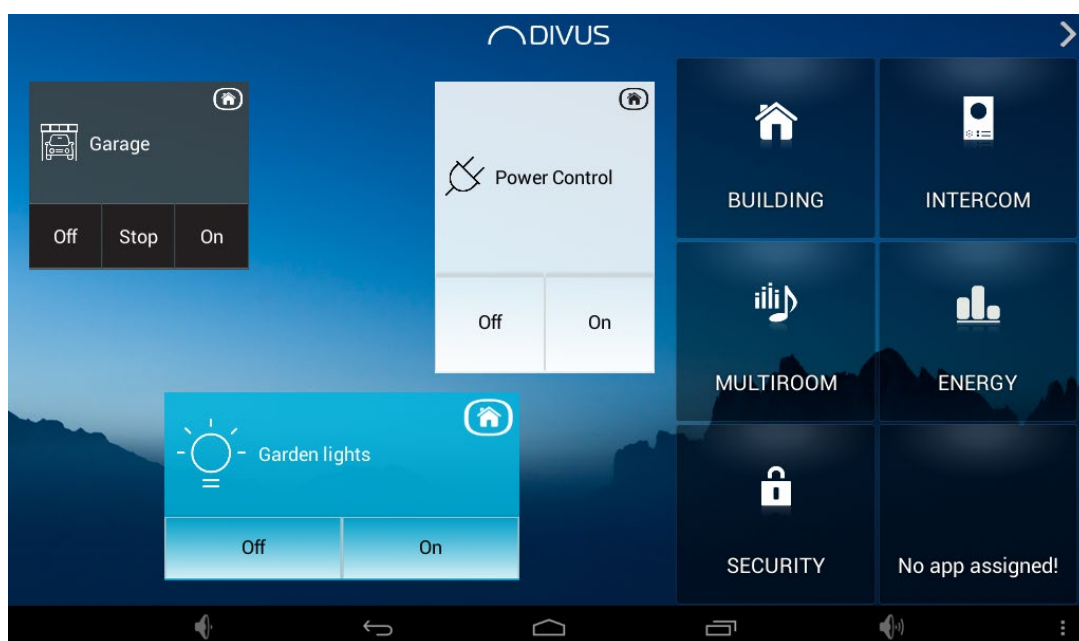 DIVUS
Garage
Off Stop On
Power Control
Off On
Garden lights
Off On
BUILDING
INTERCOM
MULTIROOM
ENERGY
SECURITY
No app assigned!